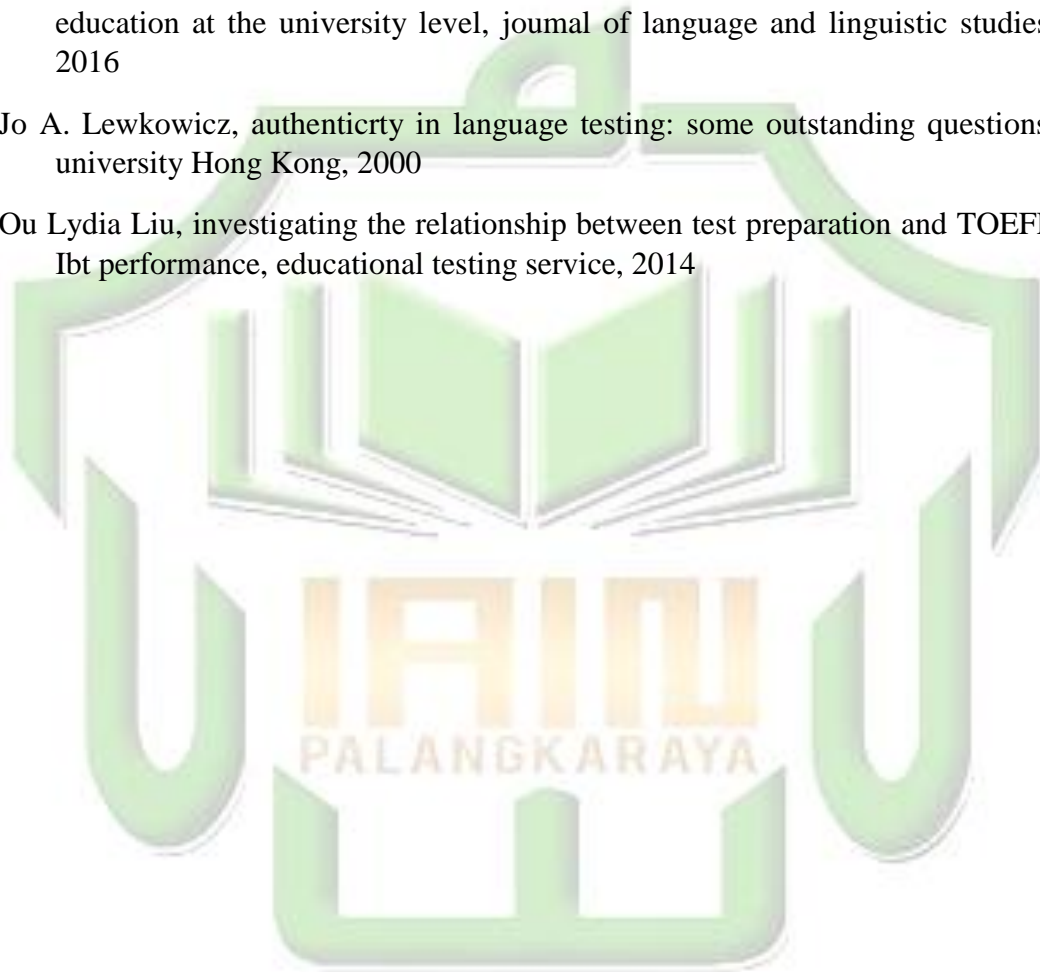 education at the university level, joumal of language and linguistic studies
2016
Jo A. Lewkowicz, authenticrty in language testing: some outstanding questions
university Hong Kong, 2000
Ou Lydia Liu, investigating the relationship between test preparation and TOEF
Ibt performance, educational testing service, 2014
IAIN
PALANGKARAYA